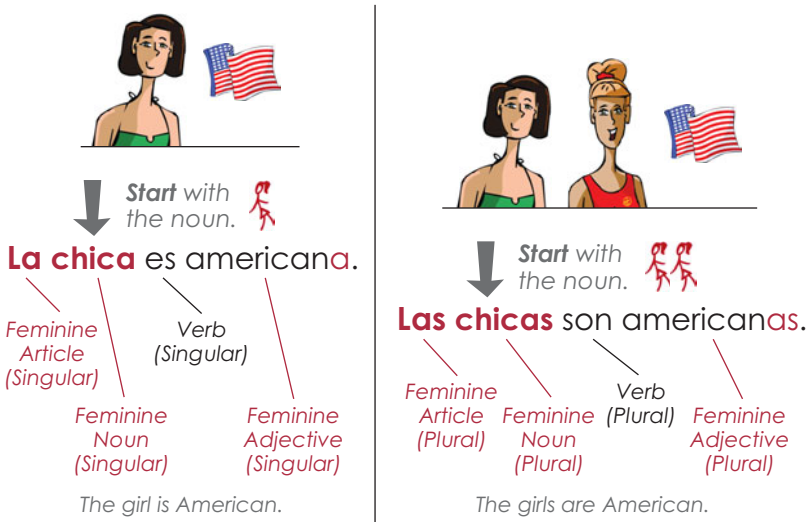 Start with
the noun.
La chica es americana.
Feminine
Article
(Singular)
Verb
(Singular)
Feminine
Noun
(Singular)
Feminine
Adjective
(Singular)
The girl is American.
Start with
the noun.
Las chicas son americanas.
Feminine
Article
(Plural)
Feminine
Noun
(Plural)
Verb
(Plural)
Feminine
Adjective
(Plural)
The girls are American.